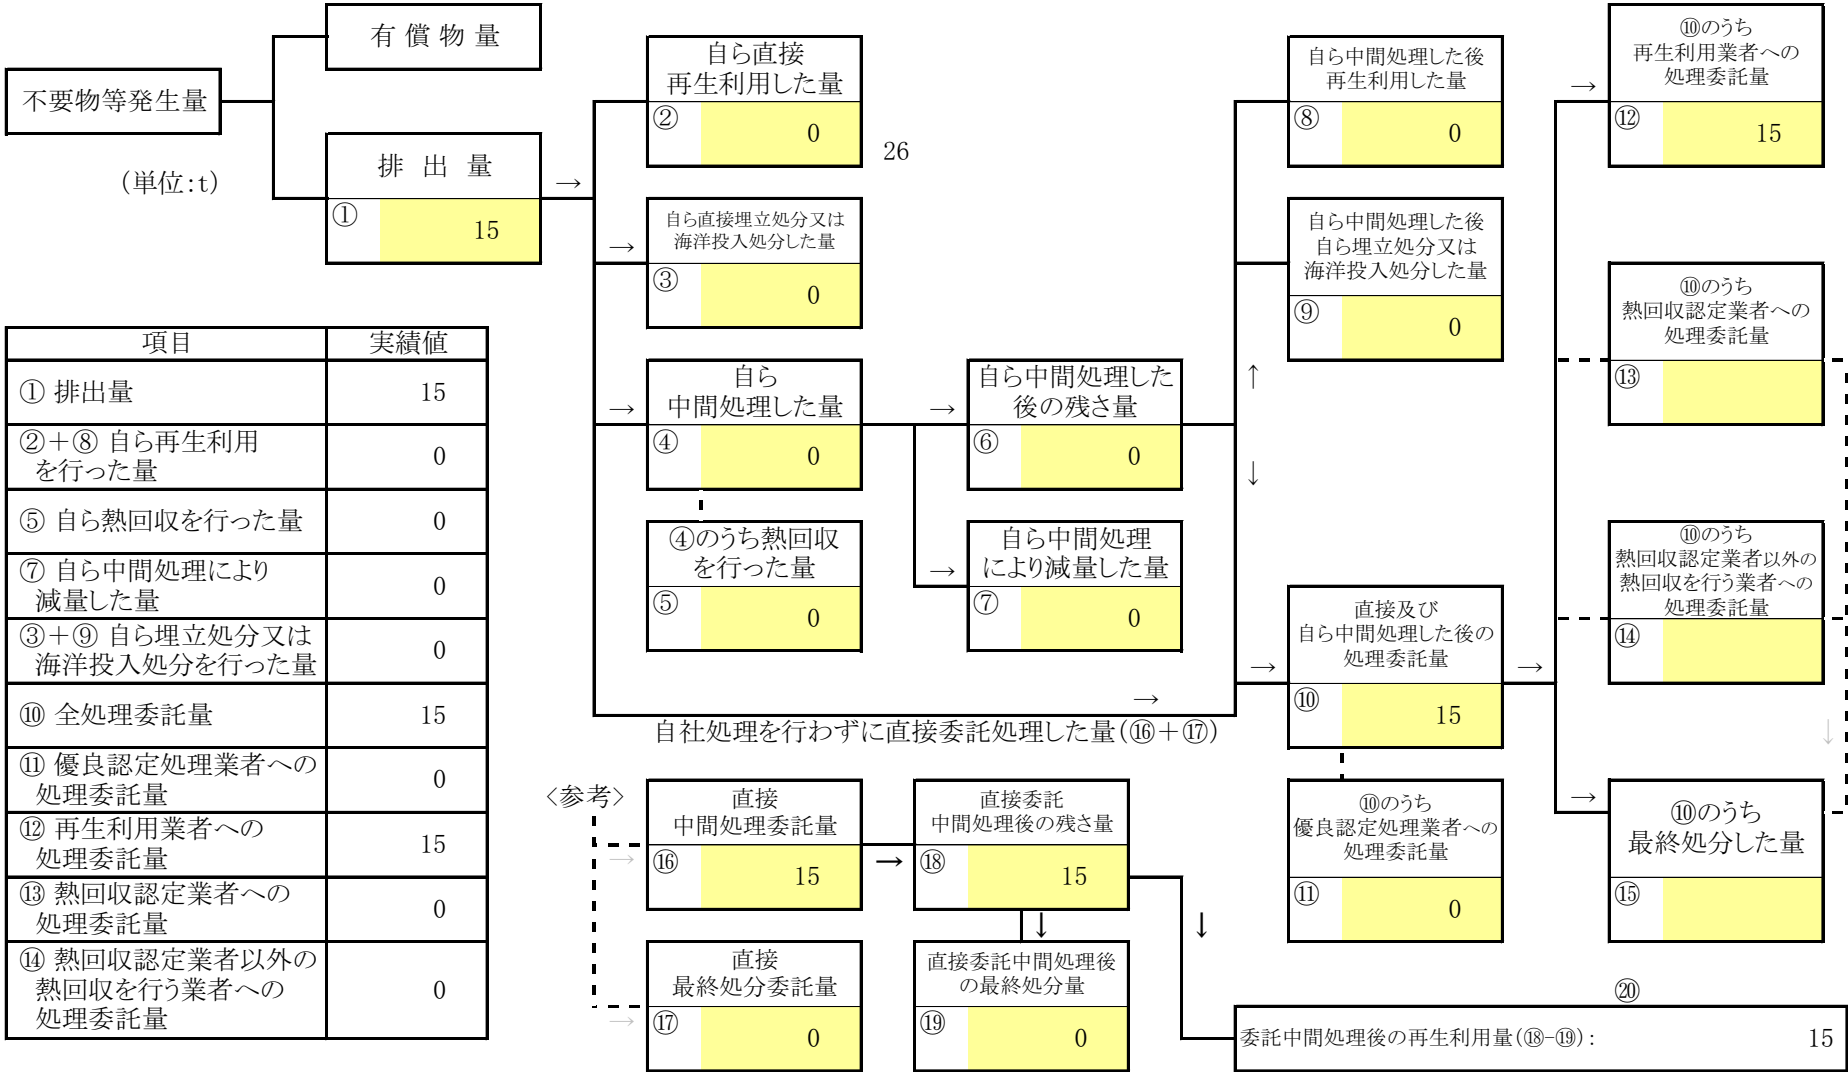 有 償 物 量
不要物等発生量
(単位:t)
排 出 量
→
①
15
自ら直接
再生利用した量
②
0
26
→
自ら直接埋立処分又は
海洋投入処分した量
③
0
→
自ら
中間処理した量
④
0
④のうち熱回収
を行った量
⑤
0
→
自ら中間処理した
後の残さ量
⑥
0
→
自ら中間処理
により減量した量
⑦
0
↑
↓
自ら中間処理した後
再生利用した量
⑧
0
自ら中間処理した後
自ら埋立処分又は
海洋投入処分した量
⑨
0
→
自社処理を行わずに直接委託処理した量(⑯+⑰)
→
直接及び
自ら中間処理した後の
処理委託量
⑩
15
→
⑩のうち
優良認定処理業者への
処理委託量
⑪
0
→
⑩のうち
再生利用業者への
処理委託量
⑫
15
⑩のうち
熱回収認定業者への
処理委託量
⑬
⑩のうち
熱回収認定業者以外の
熱回収を行う業者への
処理委託量
⑭
↓
→
⑩のうち
最終処分した量
⑮
項目 実績値
① 排出量 15
②+⑧ 自ら再生利用
を行った量 0
⑤ 自ら熱回収を行った量 0
⑦ 自ら中間処理により
減量した量 0
③+⑨ 自ら埋立処分又は
海洋投入処分を行った量 0
⑩ 全処理委託量 15
⑪ 優良認定処理業者への
処理委託量 0
⑫ 再生利用業者への
処理委託量 15
⑬ 熱回収認定業者への
処理委託量 0
⑭ 熱回収認定業者以外の
熱回収を行う業者への
処理委託量 0
<参考>
→
直接
中間処理委託量
⑯
15
→
直接委託
中間処理後の残さ量
⑱
15
↓
↓
→
直接
最終処分委託量
⑰
0
直接委託中間処理後
の最終処分量
⑲
0
⑳
委託中間処理後の再生利用量(⑱-⑲): 15